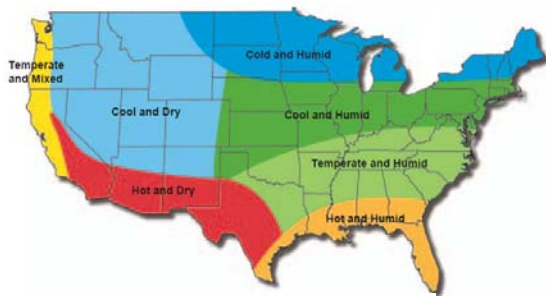 Temperate
and Mixed
Cold and Humid
Cool and Dry
Cool and Humid
Temperate and Humid
Hot and Dry
Hot and Humid